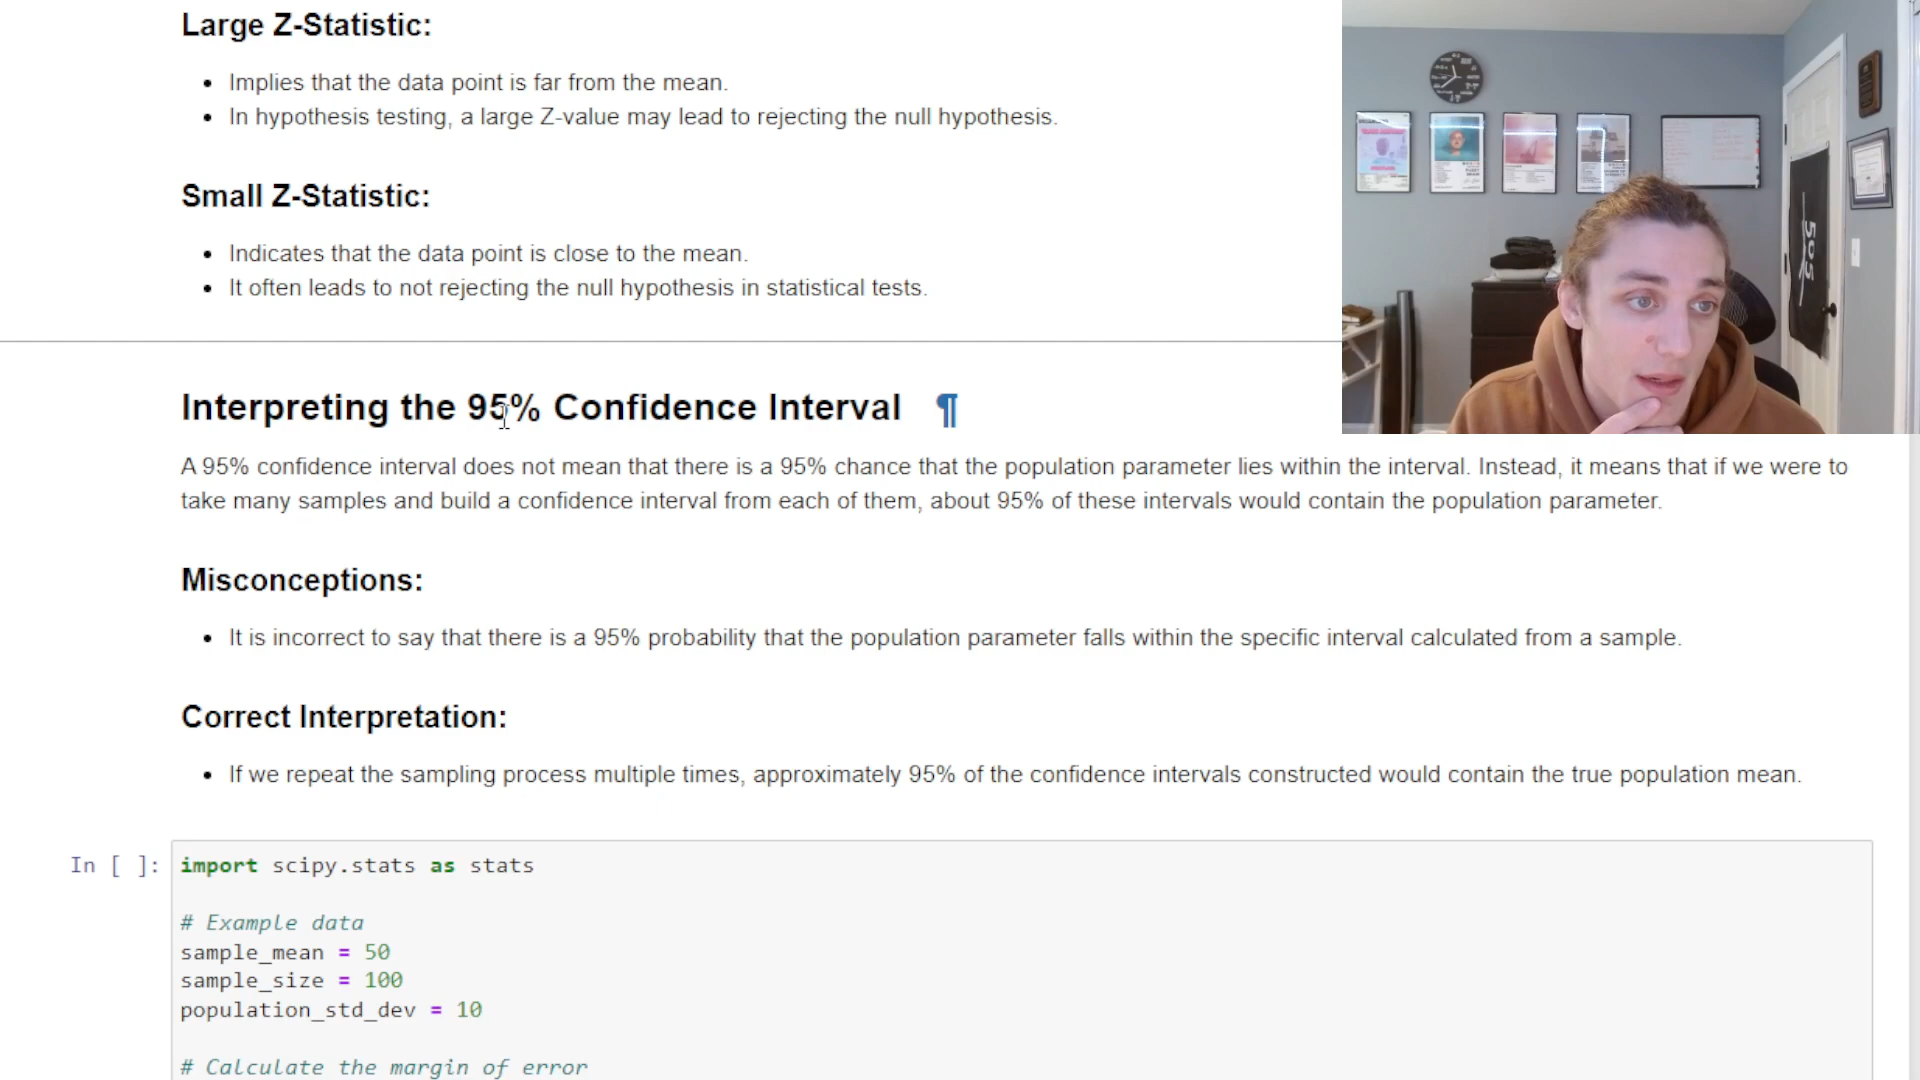 Large Z-Statistic:
• Implies that the data point is far from the mean.
• In hypothesis testing, a large Z-value may lead to rejecting the null hypothesis.
Small Z-Statistic:
• Indicates that the data point is close to the mean.
• It often leads to not rejecting the null hypothesis in statistical tests.
Interpreting the 95% Confidence Interval ¶
A 95% confidence interval does not mean that there is a 95% chance that the population parameter lies within the interval. Instead, it means that if we were to
take many samples and build a confidence interval from each of them, about 95% of these intervals would contain the population parameter.
Misconceptions:
• It is incorrect to say that there is a 95% probability that the population parameter falls within the specific interval calculated from a sample.
Correct Interpretation:
• If we repeat the sampling process multiple times, approximately 95% of the confidence intervals constructed would contain the true population mean.
In [ ]: import scipy.stats as stats
# Example data
sample_mean = 50
sample_size = 100
population_std_dev = 10
# Calculate the margin of error